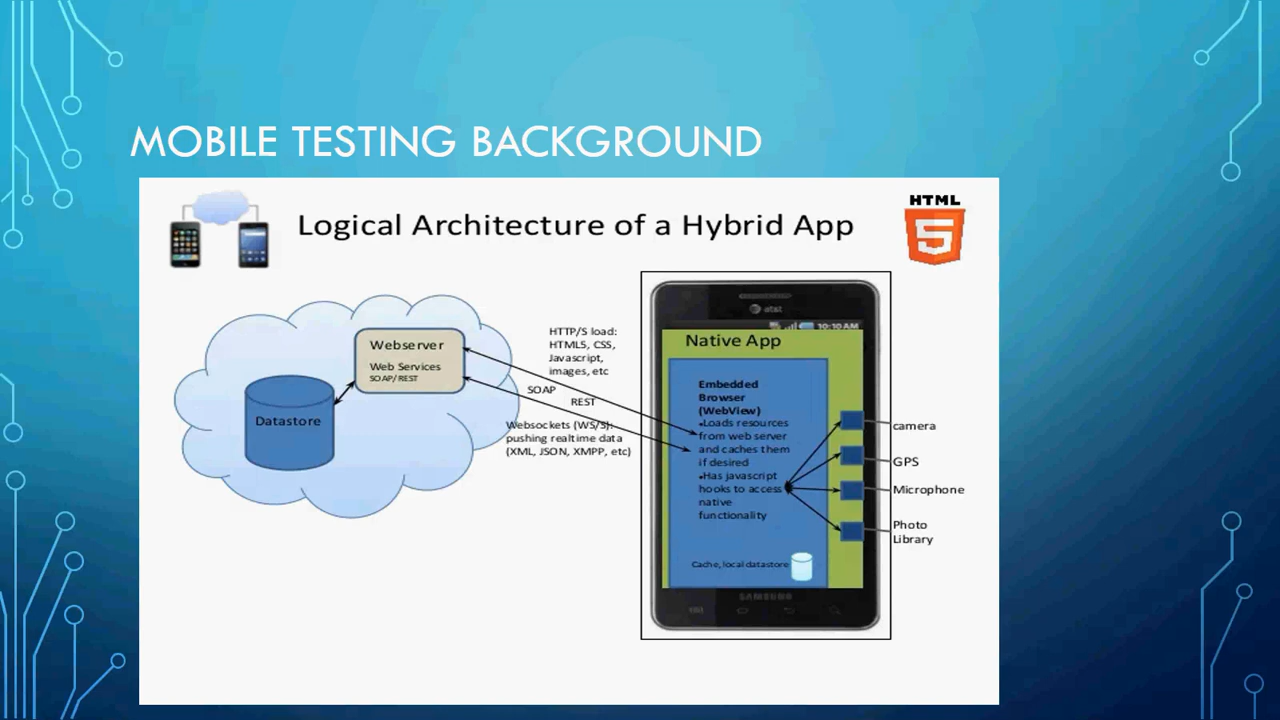 MOBILE TESTING BACKGROUND
Logical Architecture of a Hybrid App
HTML
5
Webserver
Web Services
SOAP/REST
Datastore
HTTP/S load:
HTML5, CSS,
Javascript,
images, etc
SOAP
REST
Websockets (WS/S):
pushing realtime data
(XML, JSON, XMPP, etc)
at&t
10:10 AM
Native App
Embedded
Browser
(WebView)
•Loads resources
from web server
and caches them
if desired
•Has javascript
hooks to access
native
functionality
Cache, local datastore
SAMSUNG
camera
GPS
Microphone
Photo
Library